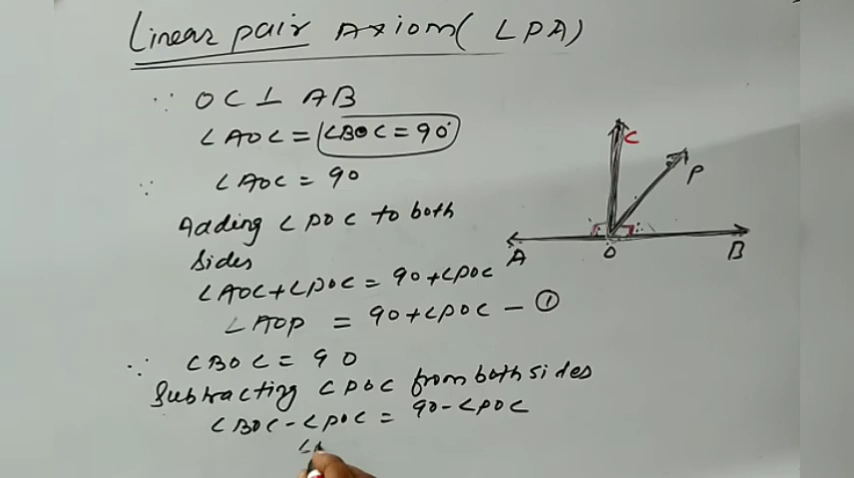 Linear pair Axiom ( ∠PA)
∵ OC ⊥ AB
∠AOC = ∠BOC = 90°
∵ ∠AOC = 90
Adding ∠POC to both
sides
∠AOC + ∠POC = 90 + ∠POC
∠AOP = 90 + ∠POC - ①
∵ ∠BOC = 90
Subtracting ∠POC from both sides
∠BOC - ∠POC = 90 - ∠POC
C
P
A
O
B